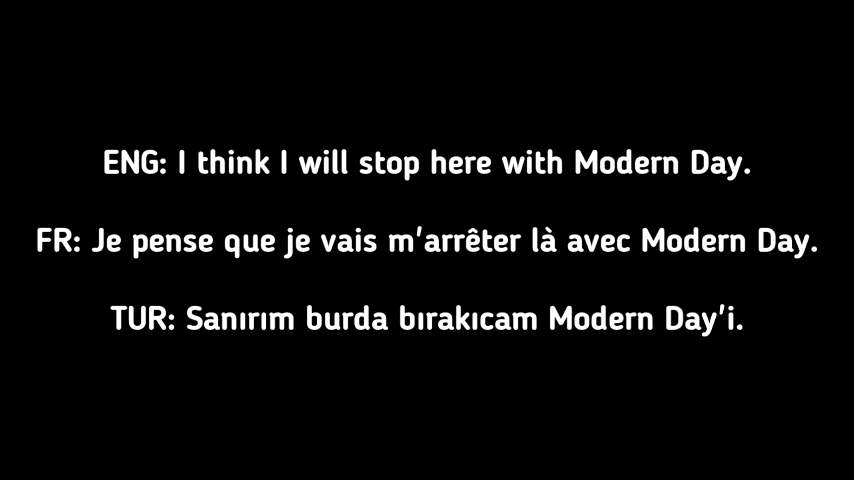 ENG: I think I will stop here with Modern Day.
FR: Je pense que je vais m'arrêter là avec Modern Day.
TUR: Sanırım burda bırakıcam Modern Day'i.